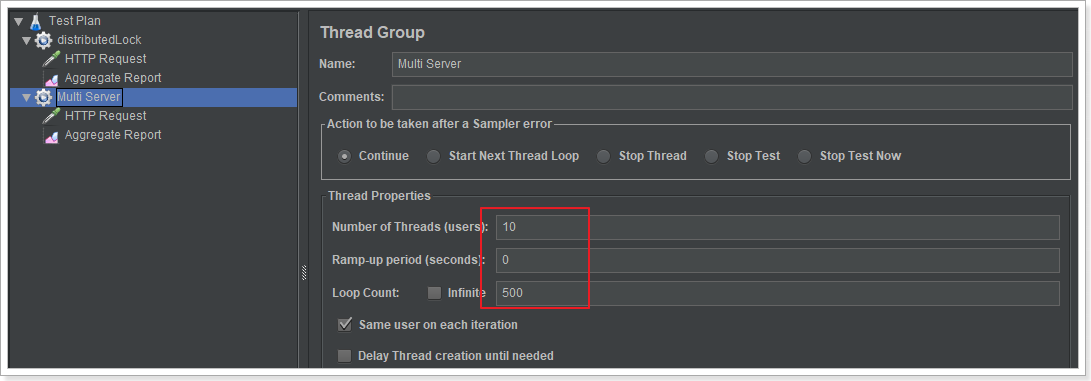 Test Plan
distributedLock
HTTP Request
Aggregate Report
Multi Server
HTTP Request
Aggregate Report
Thread Group
Name: Multi Server
Comments:
Action to be taken after a Sampler error
Continue Start Next Thread Loop Stop Thread Stop Test Stop Test Now
Thread Properties
Number of Threads (users): 10
Ramp-up period (seconds): 0
Loop Count: Infinite 500
Same user on each iteration
Delay Thread creation until needed